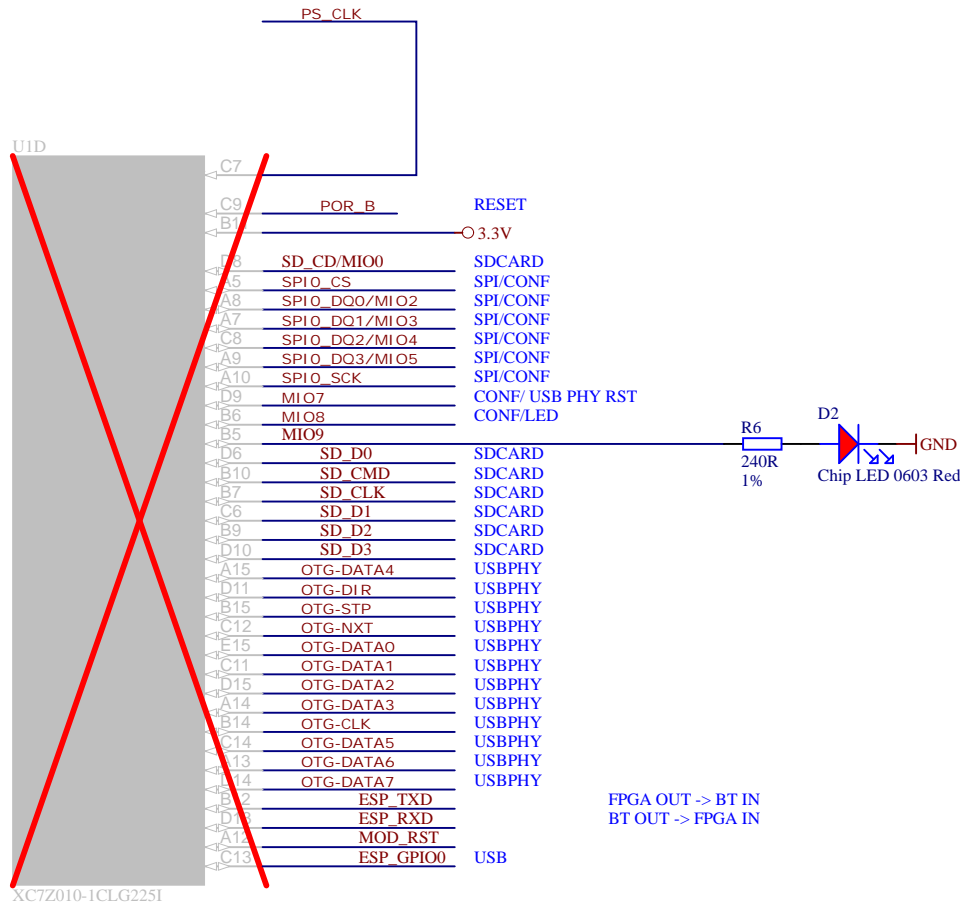 PS_CLK
U1D
C7
C9 POR_B RESET
3.3V
SD_CD/MIO0 SDCARD
A5 SPI0_CS SPI/CONF
A8 SPI0_DQ0/MIO2 SPI/CONF
A7 SPI0_DQ1/MIO3 SPI/CONF
C8 SPI0_DQ2/MIO4 SPI/CONF
A9 SPI0_DQ3/MIO5 SPI/CONF
A10 SPI0_SCK SPI/CONF
D9 MIO7 CONF/ USB PHY RST
B6 MIO8 CONF/LED
B5 MIO9
R6
240R
1%
D2
GND
Chip LED 0603 Red
D6 SD_D0 SDCARD
B10 SD_CMD SDCARD
B7 SD_CLK SDCARD
C6 SD_D1 SDCARD
B9 SD_D2 SDCARD
D10 SD_D3 SDCARD
A15 OTG-DATA4 USBPHY
D11 OTG-DIR USBPHY
B15 OTG-STP USBPHY
C12 OTG-NXT USBPHY
E15 OTG-DATA0 USBPHY
C11 OTG-DATA1 USBPHY
D15 OTG-DATA2 USBPHY
A14 OTG-DATA3 USBPHY
B14 OTG-CLK USBPHY
C14 OTG-DATA5 USBPHY
A13 OTG-DATA6 USBPHY
OTG-DATA7 USBPHY
ESP_TXD FPGA OUT -> BT IN
D13 ESP_RXD BT OUT -> FPGA IN
A12 MOD_RST
C13 ESP_GPIO0 USB
XC7Z010-1CLG225I